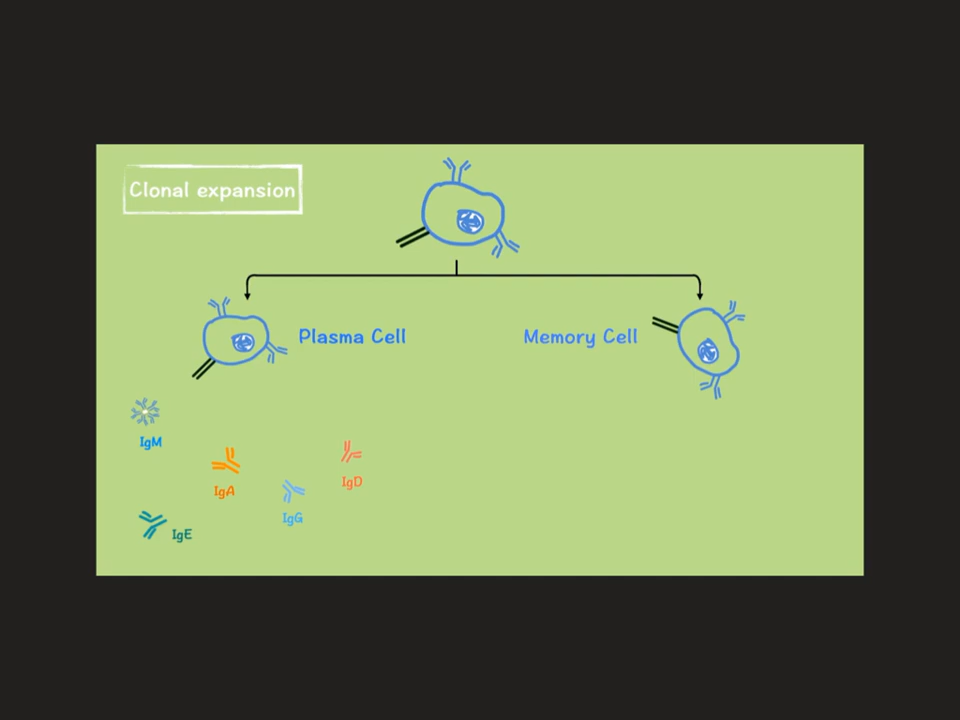 Clonal expansion
Plasma Cell
Memory Cell
IgM
IgA
IgD
IgG
IgE